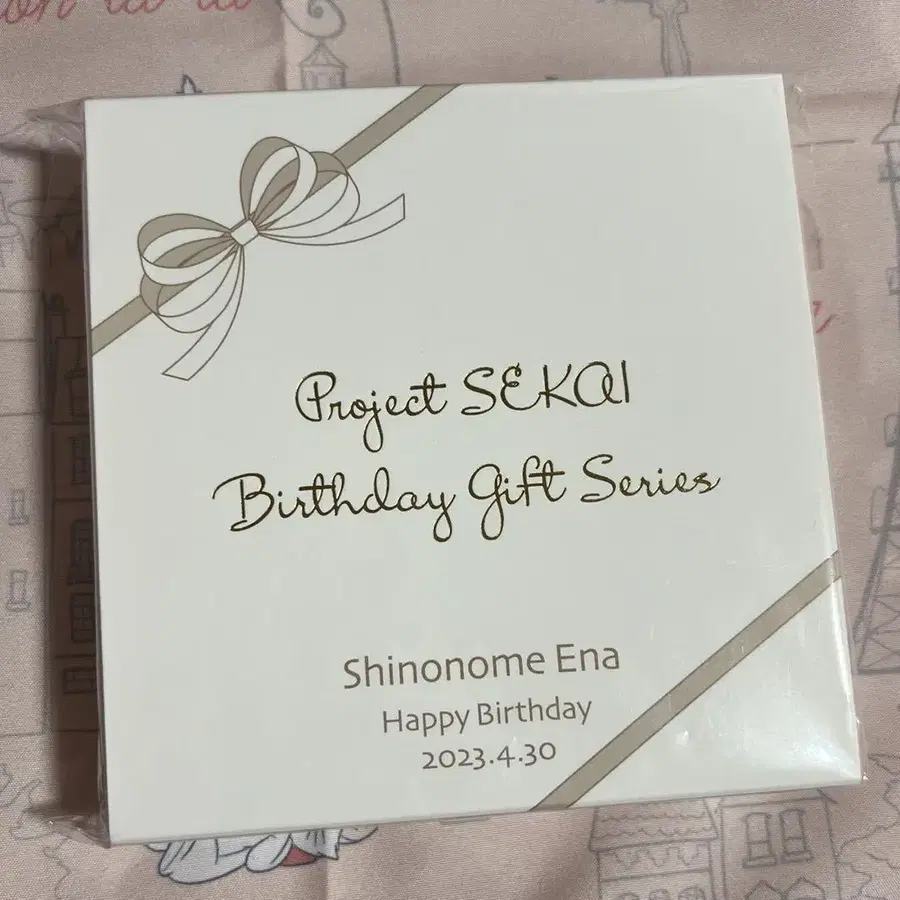 Project SEKAI
Birthday Gift Series
Shinonome Ena
Happy Birthday
2023.4.30